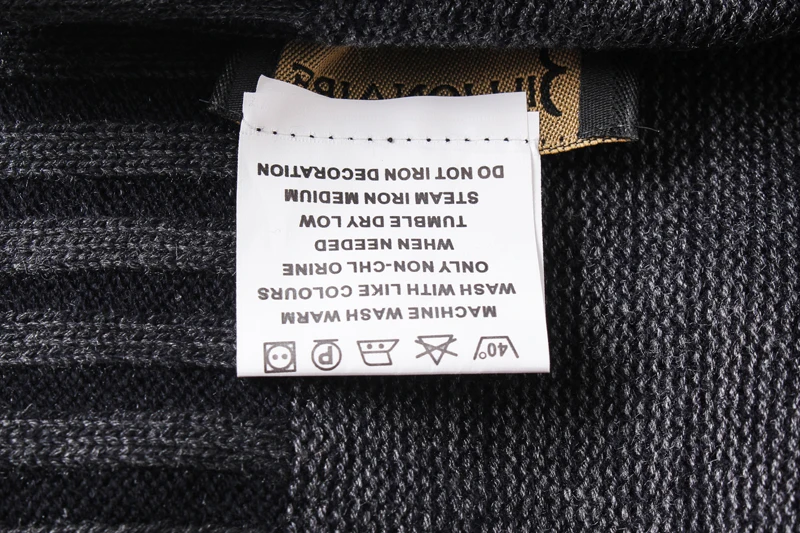 40° P
MACHINE WASH WARM
WASH WITH LIKE COLOURS
ONLY NON-CHL ORINE
WHEN NEEDED
TUMBLE DRY LOW
STEAM IRON MEDIUM
DO NOT IRON DECORATION